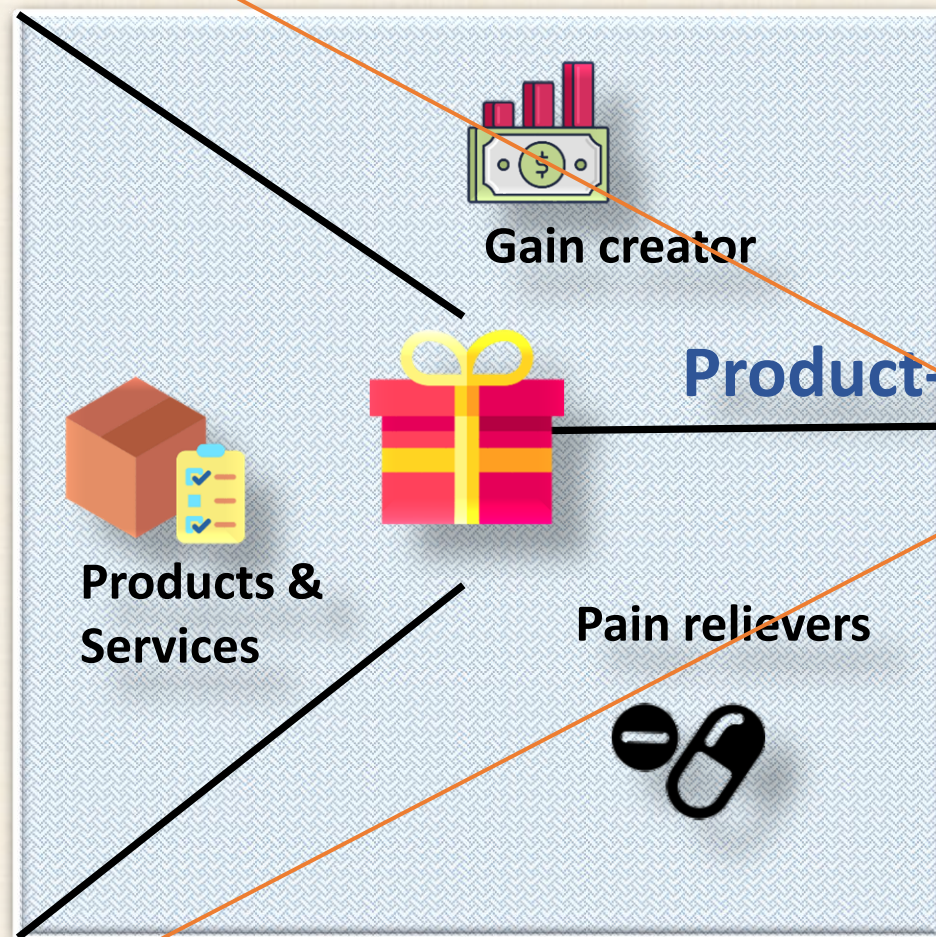 $
Gain creator
Product-
Products &
Services
Pain relievers